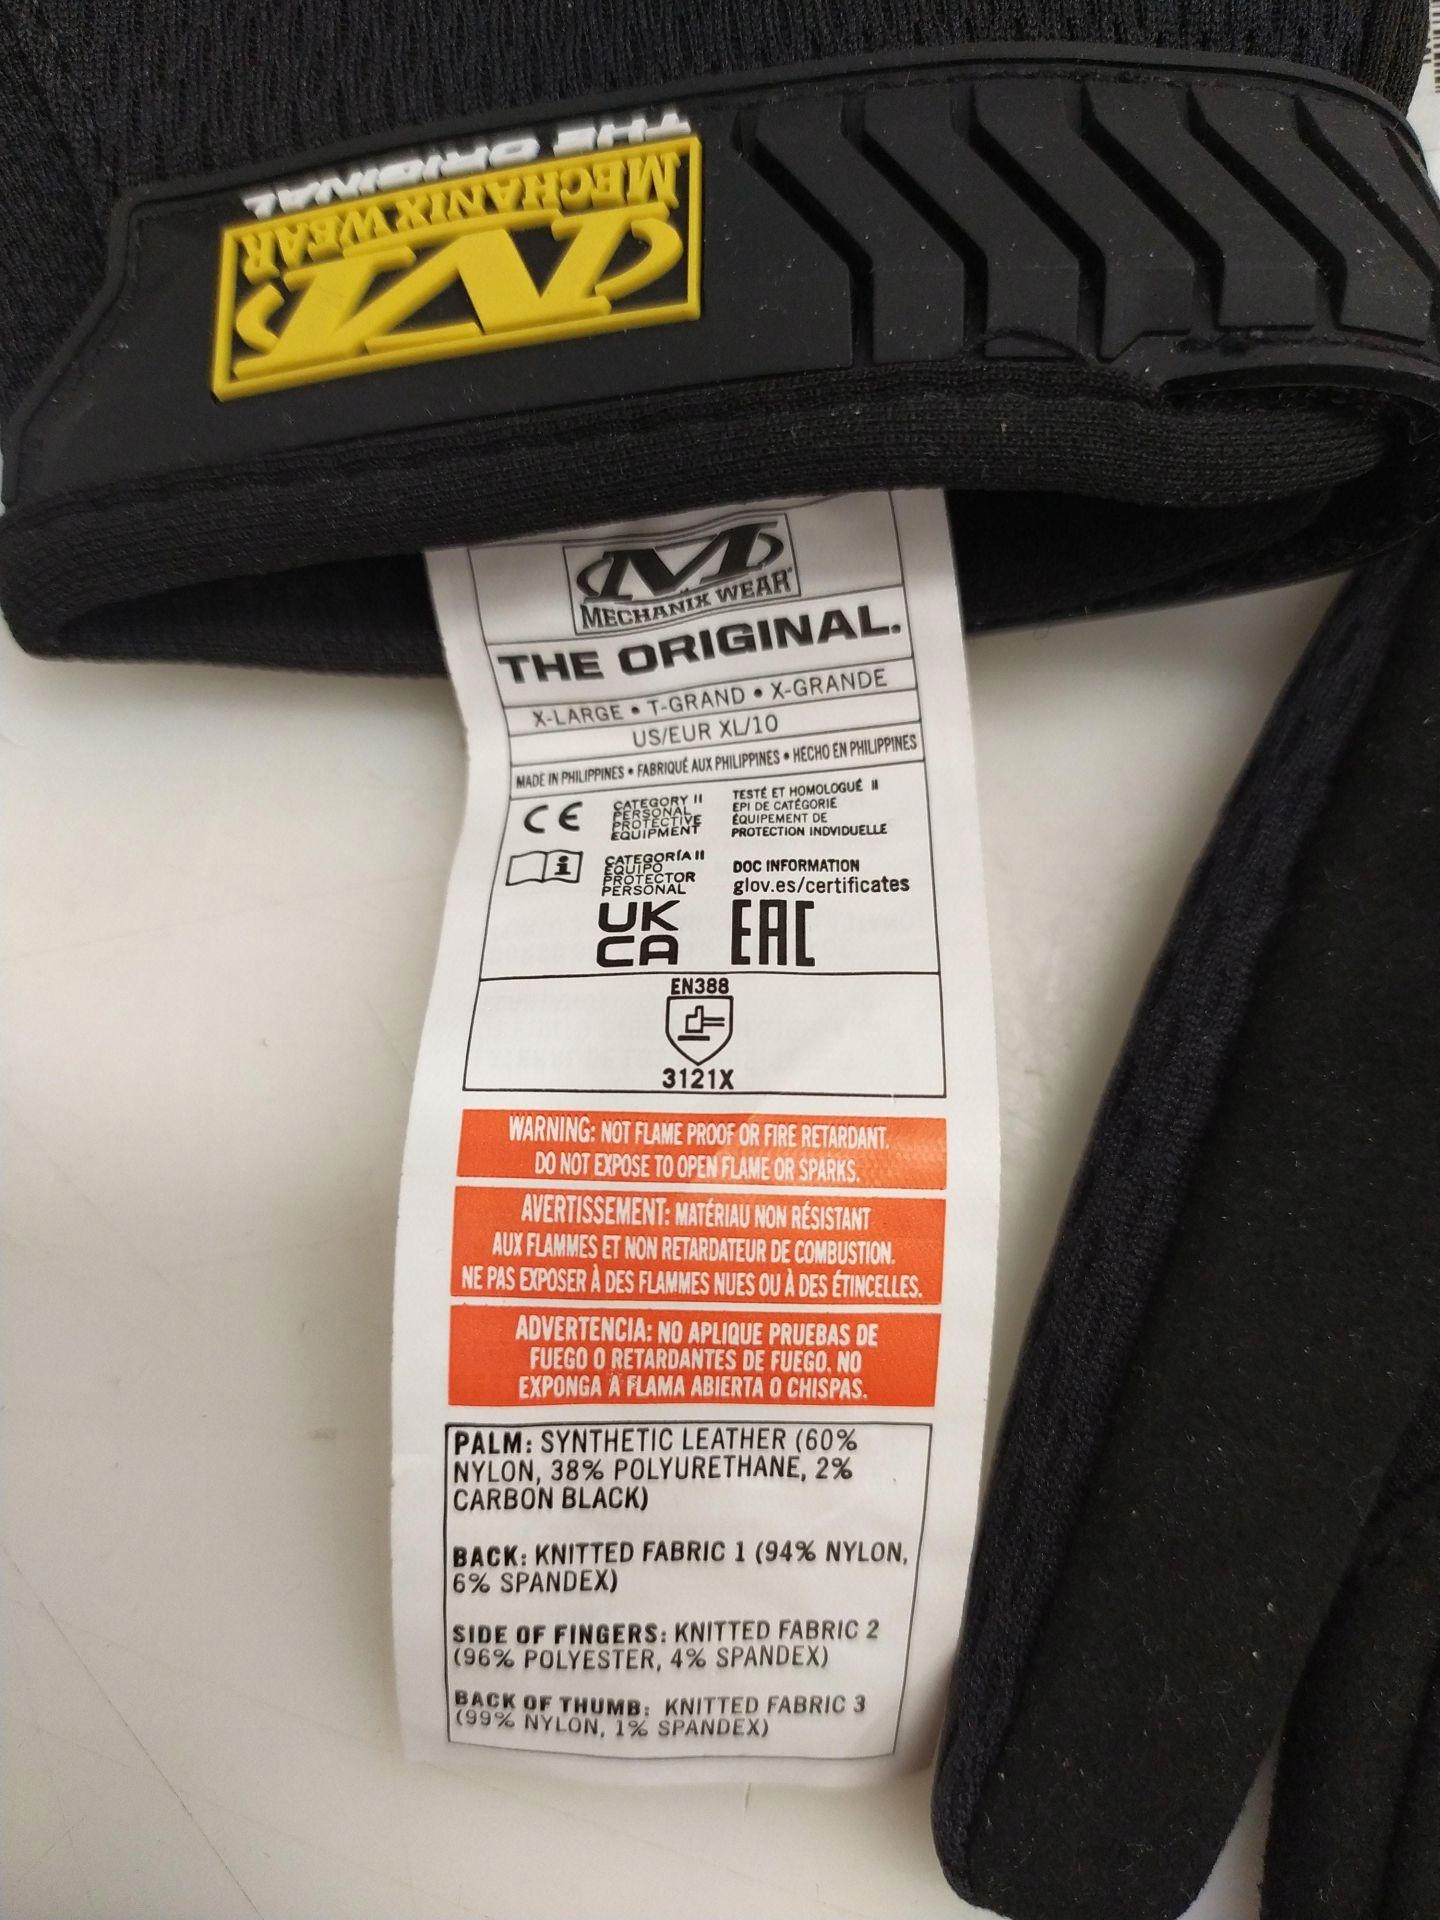 THE ORIGINAL
MECHANIX WEAR
M
M
MECHANIX WEAR®
THE ORIGINAL.
X-LARGE • T-GRAND • X-GRANDE
US/EUR XL/10
MADE IN PHILIPPINES • FABRIQUÉ AUX PHILIPPINES • HECHO EN PHILIPPINES
CE
CATEGORY II
PERSONAL
PROTECTIVE
EQUIPMENT
TESTÉ ET HOMOLOGUÉ II
EPI DE CATÉGORIE
ÉQUIPEMENT DE
PROTECTION INDVIDUELLE
i
CATEGORÍA II
EQUIPO
PROTECTOR
PERSONAL
DOC INFORMATION
glov.es/certificates
UK
CA
EAC
EN388
3121X
WARNING: NOT FLAME PROOF OR FIRE RETARDANT.
DO NOT EXPOSE TO OPEN FLAME OR SPARKS.
AVERTISSEMENT: MATÉRIAU NON RÉSISTANT
AUX FLAMMES ET NON RETARDATEUR DE COMBUSTION.
NE PAS EXPOSER À DES FLAMMES NUES OU À DES ÉTINCELLES.
ADVERTENCIA: NO APLIQUE PRUEBAS DE
FUEGO O RETARDANTES DE FUEGO. NO
EXPONGA A FLAMA ABIERTA O CHISPAS.
PALM: SYNTHETIC LEATHER (60%
NYLON, 38% POLYURETHANE, 2%
CARBON BLACK)
BACK: KNITTED FABRIC 1 (94% NYLON,
6% SPANDEX)
SIDE OF FINGERS: KNITTED FABRIC 2
(96% POLYESTER, 4% SPANDEX)
BACK OF THUMB: KNITTED FABRIC 3
(99% NYLON, 1% SPANDEX)